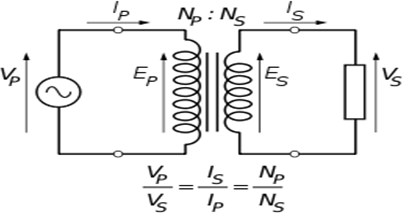 I_P N_P : N_S I_S
V_P E_P E_S V_S
V_P/V_S = I_S/I_P = N_P/N_S